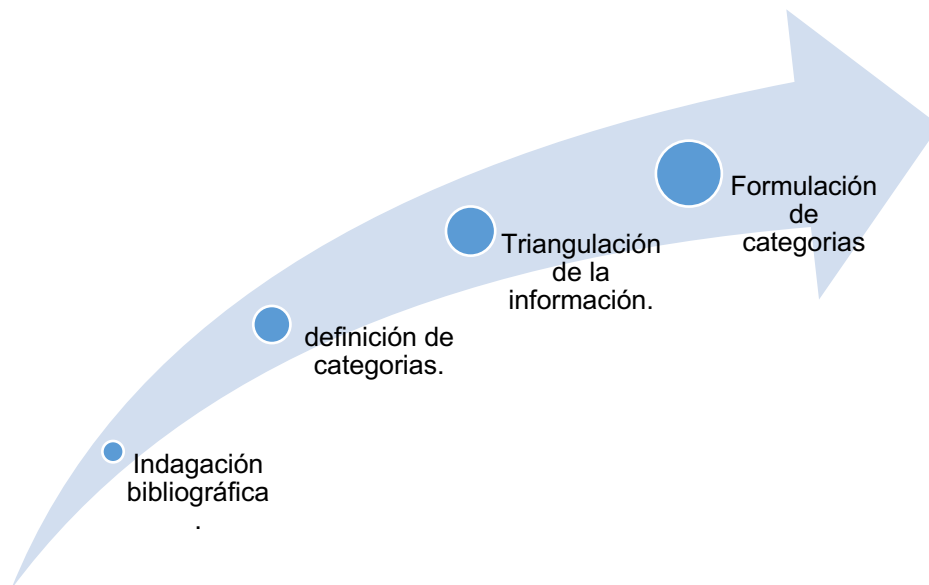 Indagación
bibliográfica
.
definición de
categorias.
Triangulación
de la
información.
Formulación
de
categorias